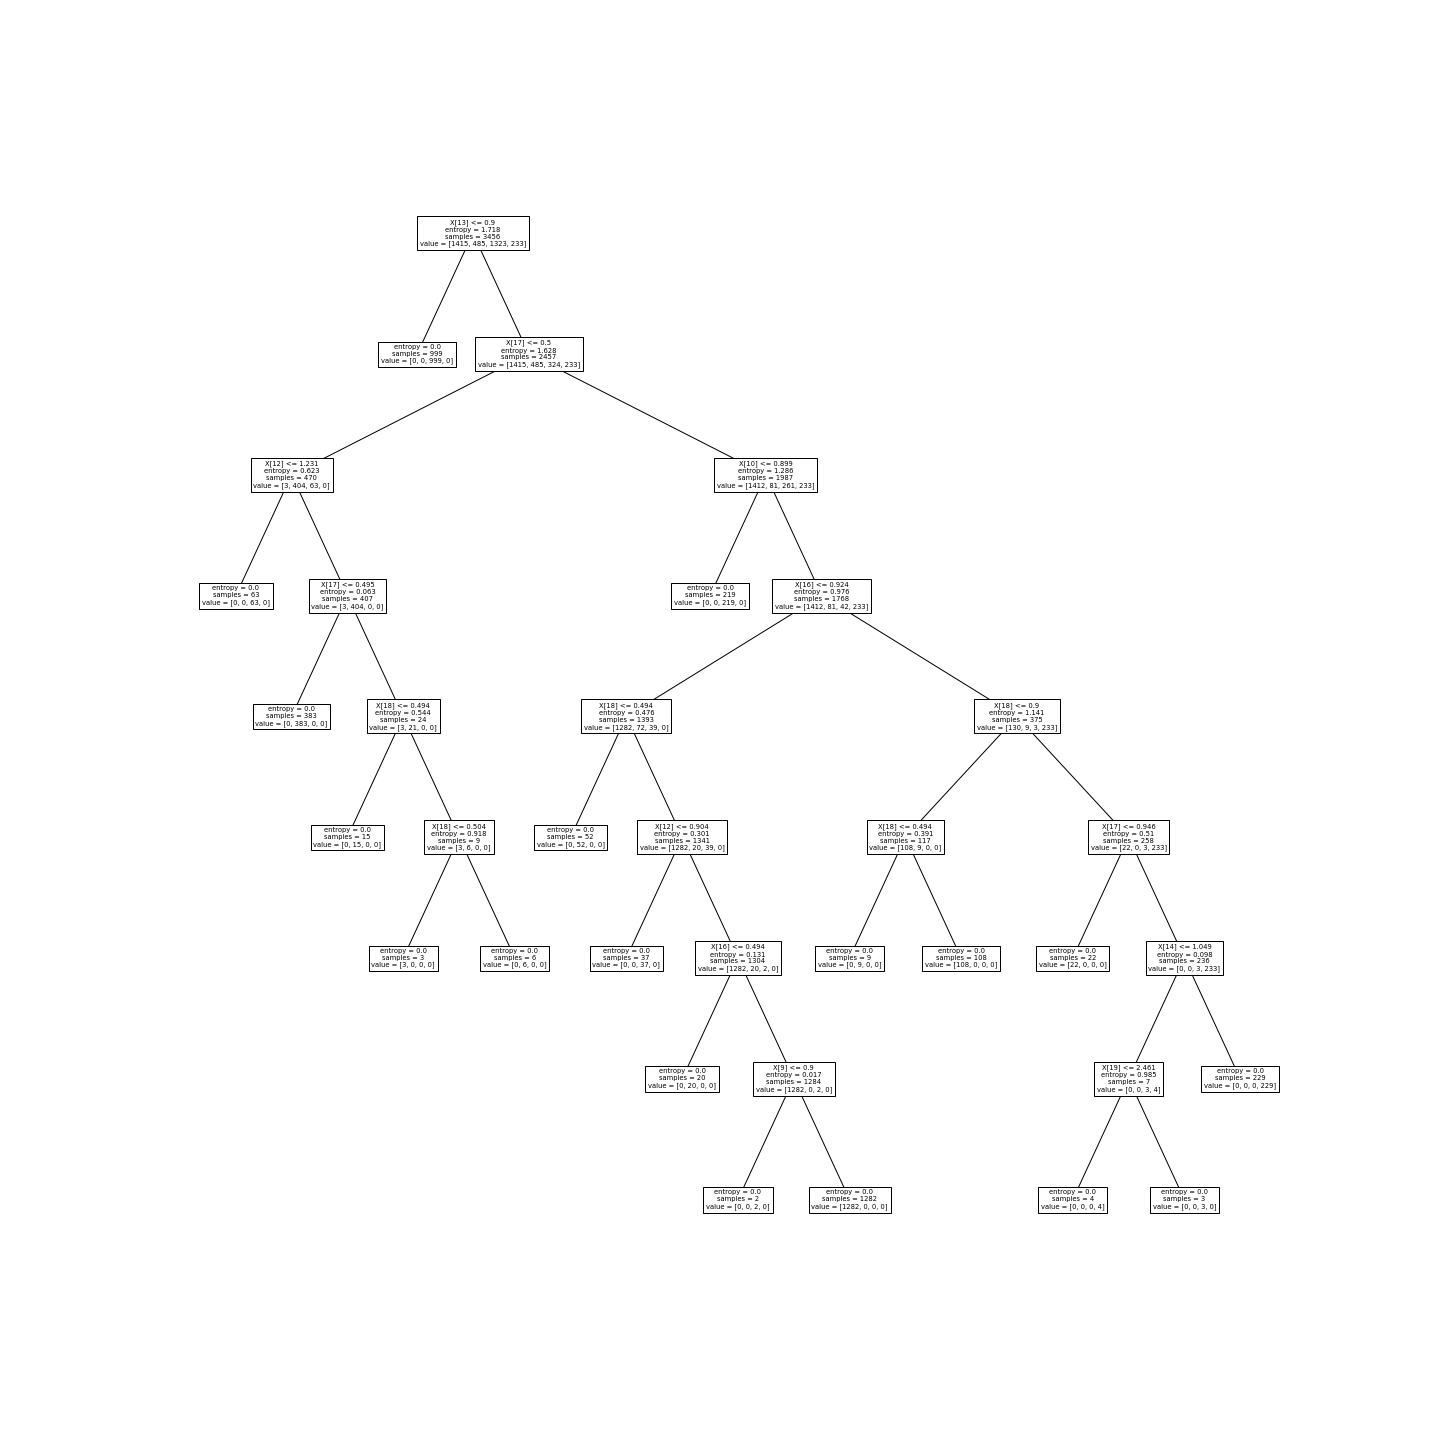 X[13] <= 0.9
entropy = 1.718
samples = 3456
value = [1415, 485, 1323, 233]
entropy = 0.0
samples = 999
value = [0, 0, 999, 0]
X[17] <= 0.5
entropy = 1.628
samples = 2457
value = [1415, 485, 324, 233]
X[12] <= 1.231
entropy = 0.623
samples = 470
value = [3, 404, 63, 0]
X[10] <= 0.899
entropy = 1.286
samples = 1987
value = [1412, 81, 261, 233]
entropy = 0.0
samples = 63
value = [0, 0, 63, 0]
X[17] <= 0.495
entropy = 0.063
samples = 407
value = [3, 404, 0, 0]
entropy = 0.0
samples = 219
value = [0, 0, 219, 0]
X[16] <= 0.924
entropy = 0.976
samples = 1768
value = [1412, 81, 42, 233]
entropy = 0.0
samples = 383
value = [0, 383, 0, 0]
X[18] <= 0.494
entropy = 0.544
samples = 24
value = [3, 21, 0, 0]
X[18] <= 0.494
entropy = 0.476
samples = 1393
value = [1282, 72, 39, 0]
X[18] <= 0.9
entropy = 1.141
samples = 375
value = [130, 9, 3, 233]
entropy = 0.0
samples = 15
value = [0, 15, 0, 0]
X[18] <= 0.504
entropy = 0.918
samples = 9
value = [3, 6, 0, 0]
entropy = 0.0
samples = 52
value = [0, 52, 0, 0]
X[12] <= 0.904
entropy = 0.301
samples = 1341
value = [1282, 20, 39, 0]
X[18] <= 0.494
entropy = 0.391
samples = 117
value = [108, 9, 0, 0]
X[17] <= 0.946
entropy = 0.51
samples = 258
value = [22, 0, 3, 233]
entropy = 0.0
samples = 3
value = [3, 0, 0, 0]
entropy = 0.0
samples = 6
value = [0, 6, 0, 0]
entropy = 0.0
samples = 37
value = [0, 0, 37, 0]
X[16] <= 0.494
entropy = 0.131
samples = 1304
value = [1282, 20, 2, 0]
entropy = 0.0
samples = 9
value = [0, 9, 0, 0]
entropy = 0.0
samples = 108
value = [108, 0, 0, 0]
entropy = 0.0
samples = 22
value = [22, 0, 0, 0]
X[14] <= 1.049
entropy = 0.098
samples = 236
value = [0, 0, 3, 233]
entropy = 0.0
samples = 20
value = [0, 20, 0, 0]
X[9] <= 0.9
entropy = 0.017
samples = 1284
value = [1282, 0, 2, 0]
X[19] <= 2.461
entropy = 0.985
samples = 7
value = [0, 0, 3, 4]
entropy = 0.0
samples = 229
value = [0, 0, 0, 229]
entropy = 0.0
samples = 2
value = [0, 0, 2, 0]
entropy = 0.0
samples = 1282
value = [1282, 0, 0, 0]
entropy = 0.0
samples = 4
value = [0, 0, 0, 4]
entropy = 0.0
samples = 3
value = [0, 0, 3, 0]